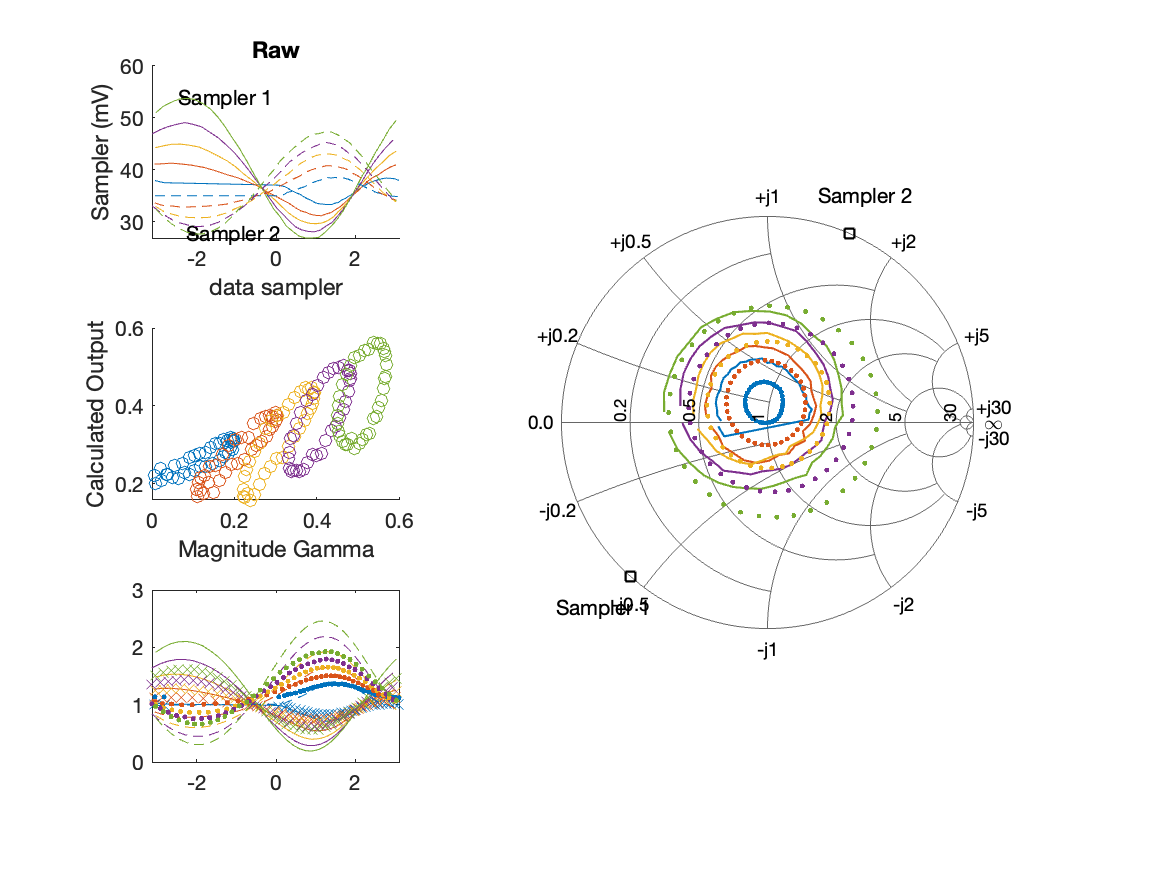 Raw
60
50
40
30
Sampler (mV)
Sampler 1
Sampler 2
-2
0
2
data sampler
0.6
0.4
0.2
Calculated Output
0
0.2
0.4
0.6
Magnitude Gamma
3
2
1
0
-2
0
2
+j1
Sampler 2
+j0.5
+j2
+j0.2
+j5
0.0
0.2
0.5
1
2
5
30
+j30
∞
-j30
-j0.2
-j5
Sampler 1
-j0.5
-j2
-j1